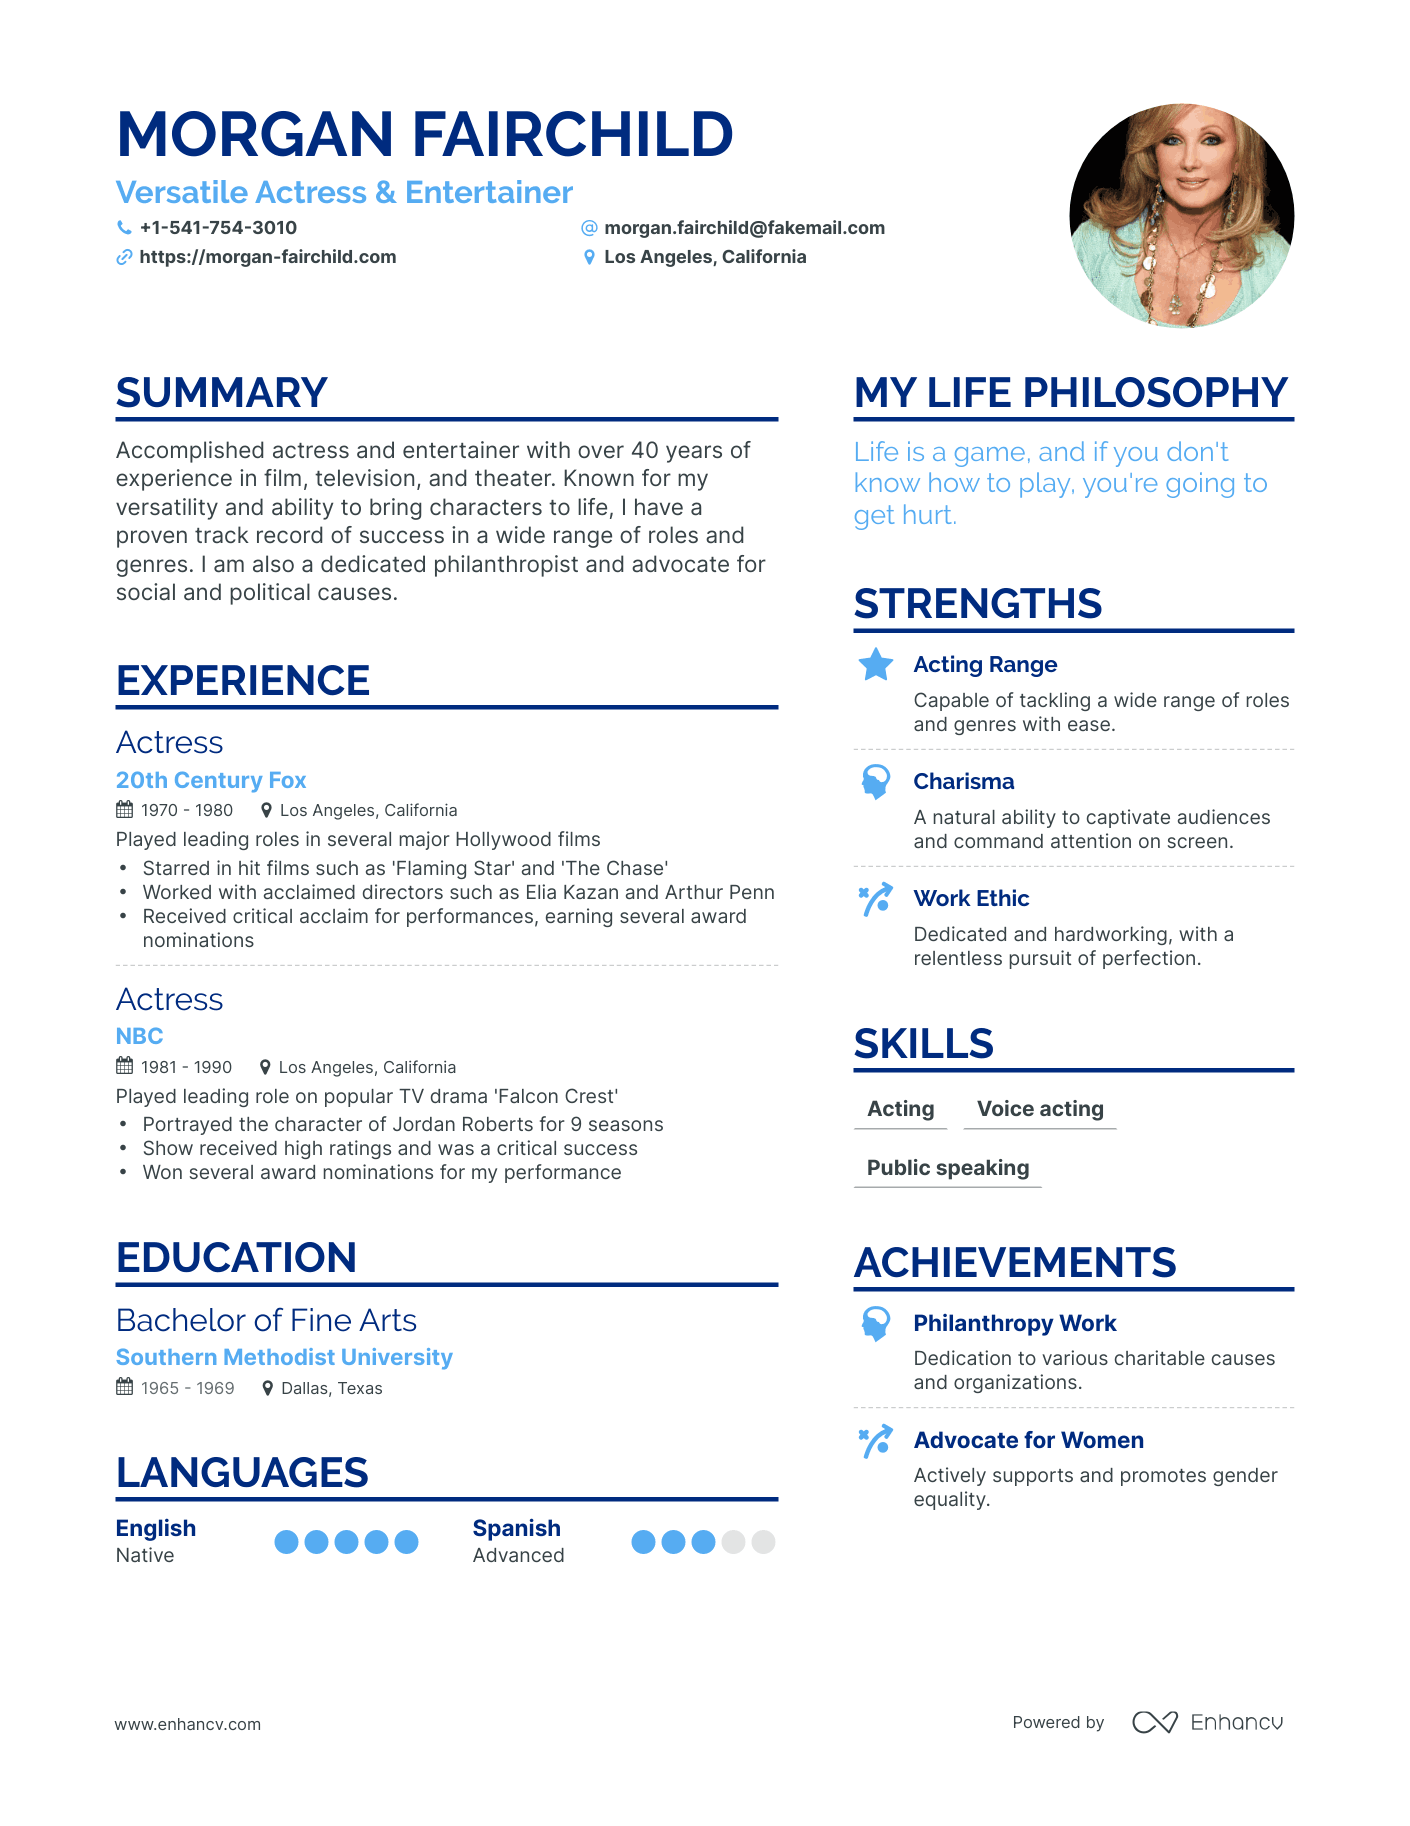 MORGAN FAIRCHILD
Versatile Actress & Entertainer
+1-541-754-3010
morgan.fairchild@fakemail.com
https://morgan-fairchild.com
Los Angeles, California
SUMMARY
Accomplished actress and entertainer with over 40 years of
experience in film, television, and theater. Known for my
versatility and ability to bring characters to life, I have a
proven track record of success in a wide range of roles and
genres. I am also a dedicated philanthropist and advocate for
social and political causes.
EXPERIENCE
Actress
20th Century Fox
1970 - 1980 Los Angeles, California
Played leading roles in several major Hollywood films
• Starred in hit films such as 'Flaming Star' and 'The Chase'
• Worked with acclaimed directors such as Elia Kazan and Arthur Penn
• Received critical acclaim for performances, earning several award
nominations
Actress
NBC
1981 - 1990 Los Angeles, California
Played leading role on popular TV drama 'Falcon Crest'
• Portrayed the character of Jordan Roberts for 9 seasons
• Show received high ratings and was a critical success
• Won several award nominations for my performance
EDUCATION
Bachelor of Fine Arts
Southern Methodist University
1965 - 1969 Dallas, Texas
LANGUAGES
English
Native
Spanish
Advanced
MY LIFE PHILOSOPHY
Life is a game, and if you don't
know how to play, you're going to
get hurt.
STRENGTHS
Acting Range
Capable of tackling a wide range of roles
and genres with ease.
Charisma
A natural ability to captivate audiences
and command attention on screen.
Work Ethic
Dedicated and hardworking, with a
relentless pursuit of perfection.
SKILLS
Acting Voice acting
Public speaking
ACHIEVEMENTS
Philanthropy Work
Dedication to various charitable causes
and organizations.
Advocate for Women
Actively supports and promotes gender
equality.
www.enhancv.com
Powered by Enhancv